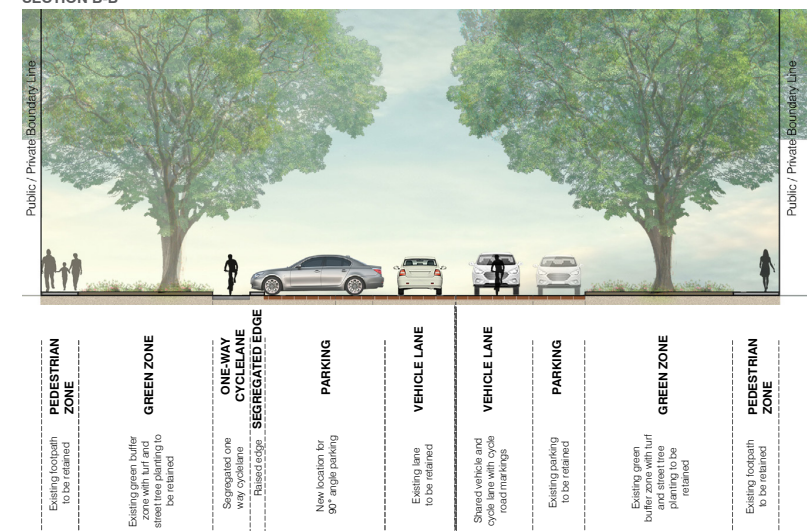 SECTION B-B
Public / Private Boundary Line
Public / Private Boundary Line
PEDESTRIAN
ZONE
GREEN ZONE
ONE-WAY
CYCLELANE
SEGREGATED EDGE
PARKING
VEHICLE LANE
VEHICLE LANE
PARKING
GREEN ZONE
PEDESTRIAN
ZONE
Existing footpath
to be retained
Existing green buffer
zone with turf and
street tree planting to
be retained
Segregated one
way cyclelane
Raised edge
New location for
90° angle parking
Existing lane
to be retained
Shared vehicle and
cycle lane with cycle
road markings
Existing parking
to be retained
Existing green
buffer zone with turf
and street tree
planting to be
retained
Existing footpath
to be retained